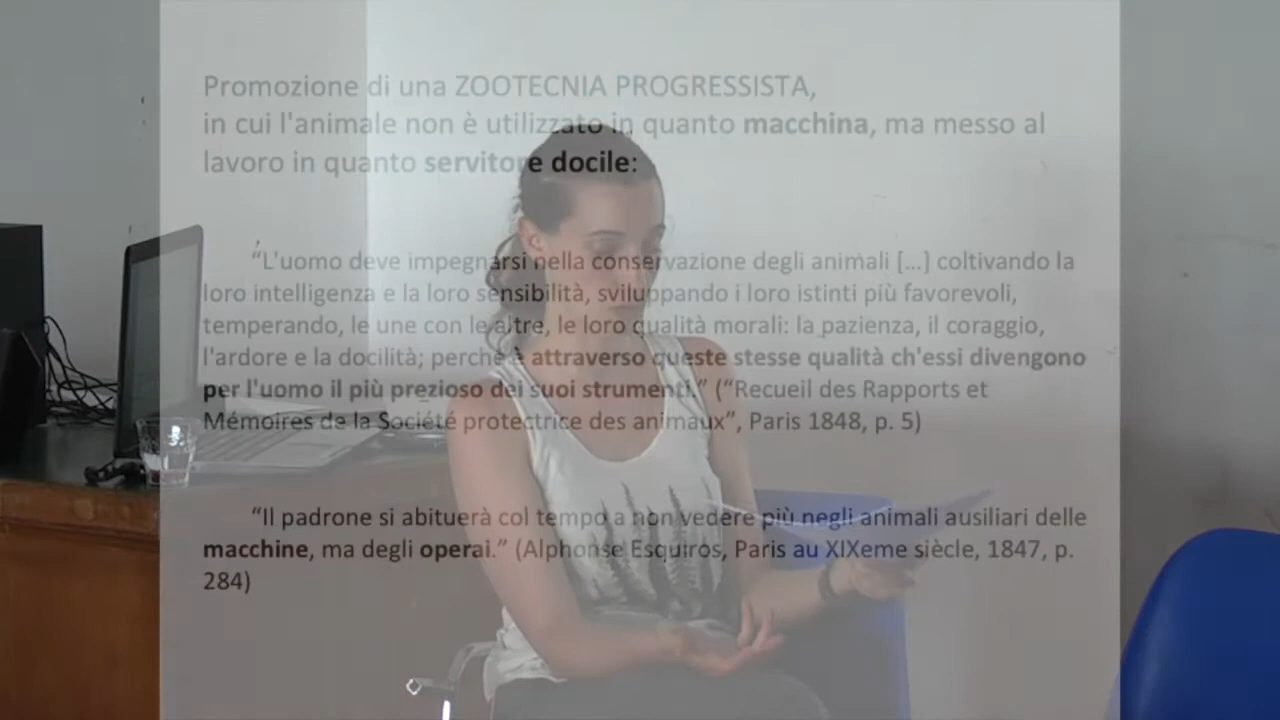 Promozione di una ZOOTECNIA PROGRESSISTA,
in cui l'animale non è utilizzato in quanto macchina, ma messo al
lavoro in quanto servitore docile:
“L'uomo deve impegnarsi nella conservazione degli animali [...] coltivando la
loro intelligenza e la loro sensibilità, sviluppando i loro istinti più favorevoli,
temperando, le une con le altre, le loro qualità morali: la pazienza, il coraggio,
l'ardore e la docilità; perché è attraverso queste stesse qualità ch'essi divengono
per l'uomo il più prezioso dei suoi strumenti.” (“Recueil des Rapports et
Mémoires de la Société protectrice des animaux”, Paris 1848, p. 5)
“Il padrone si abituerà col tempo a non vedere più negli animali ausiliari delle
macchine, ma degli operai.” (Alphonse Esquiros, Paris au XIXeme siècle, 1847, p.
284)